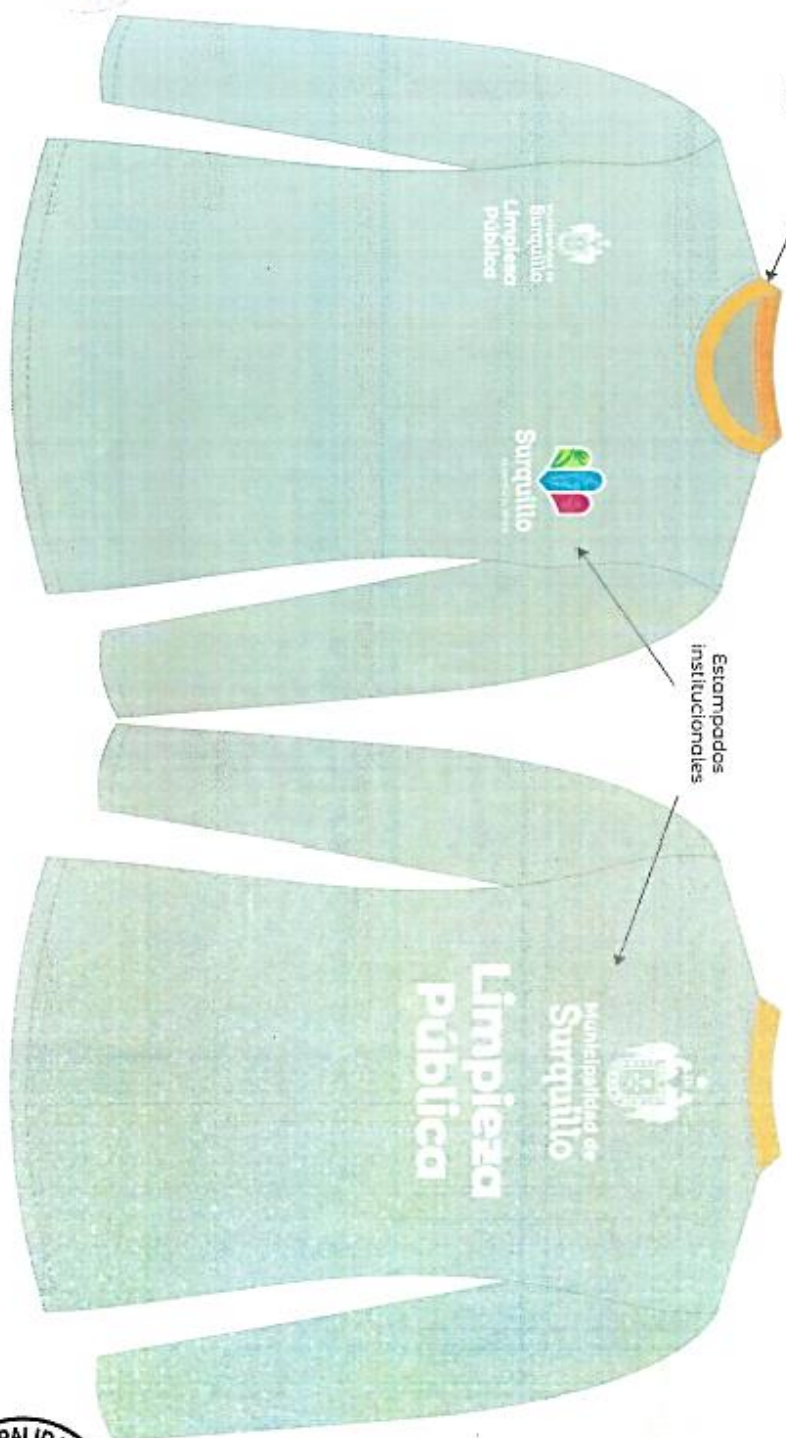 Municipalidad de
Surquillo
Limpieza
Pública
Surquillo
Estampados
institucionales
Municipalidad de
Surquillo
Limpieza
Pública